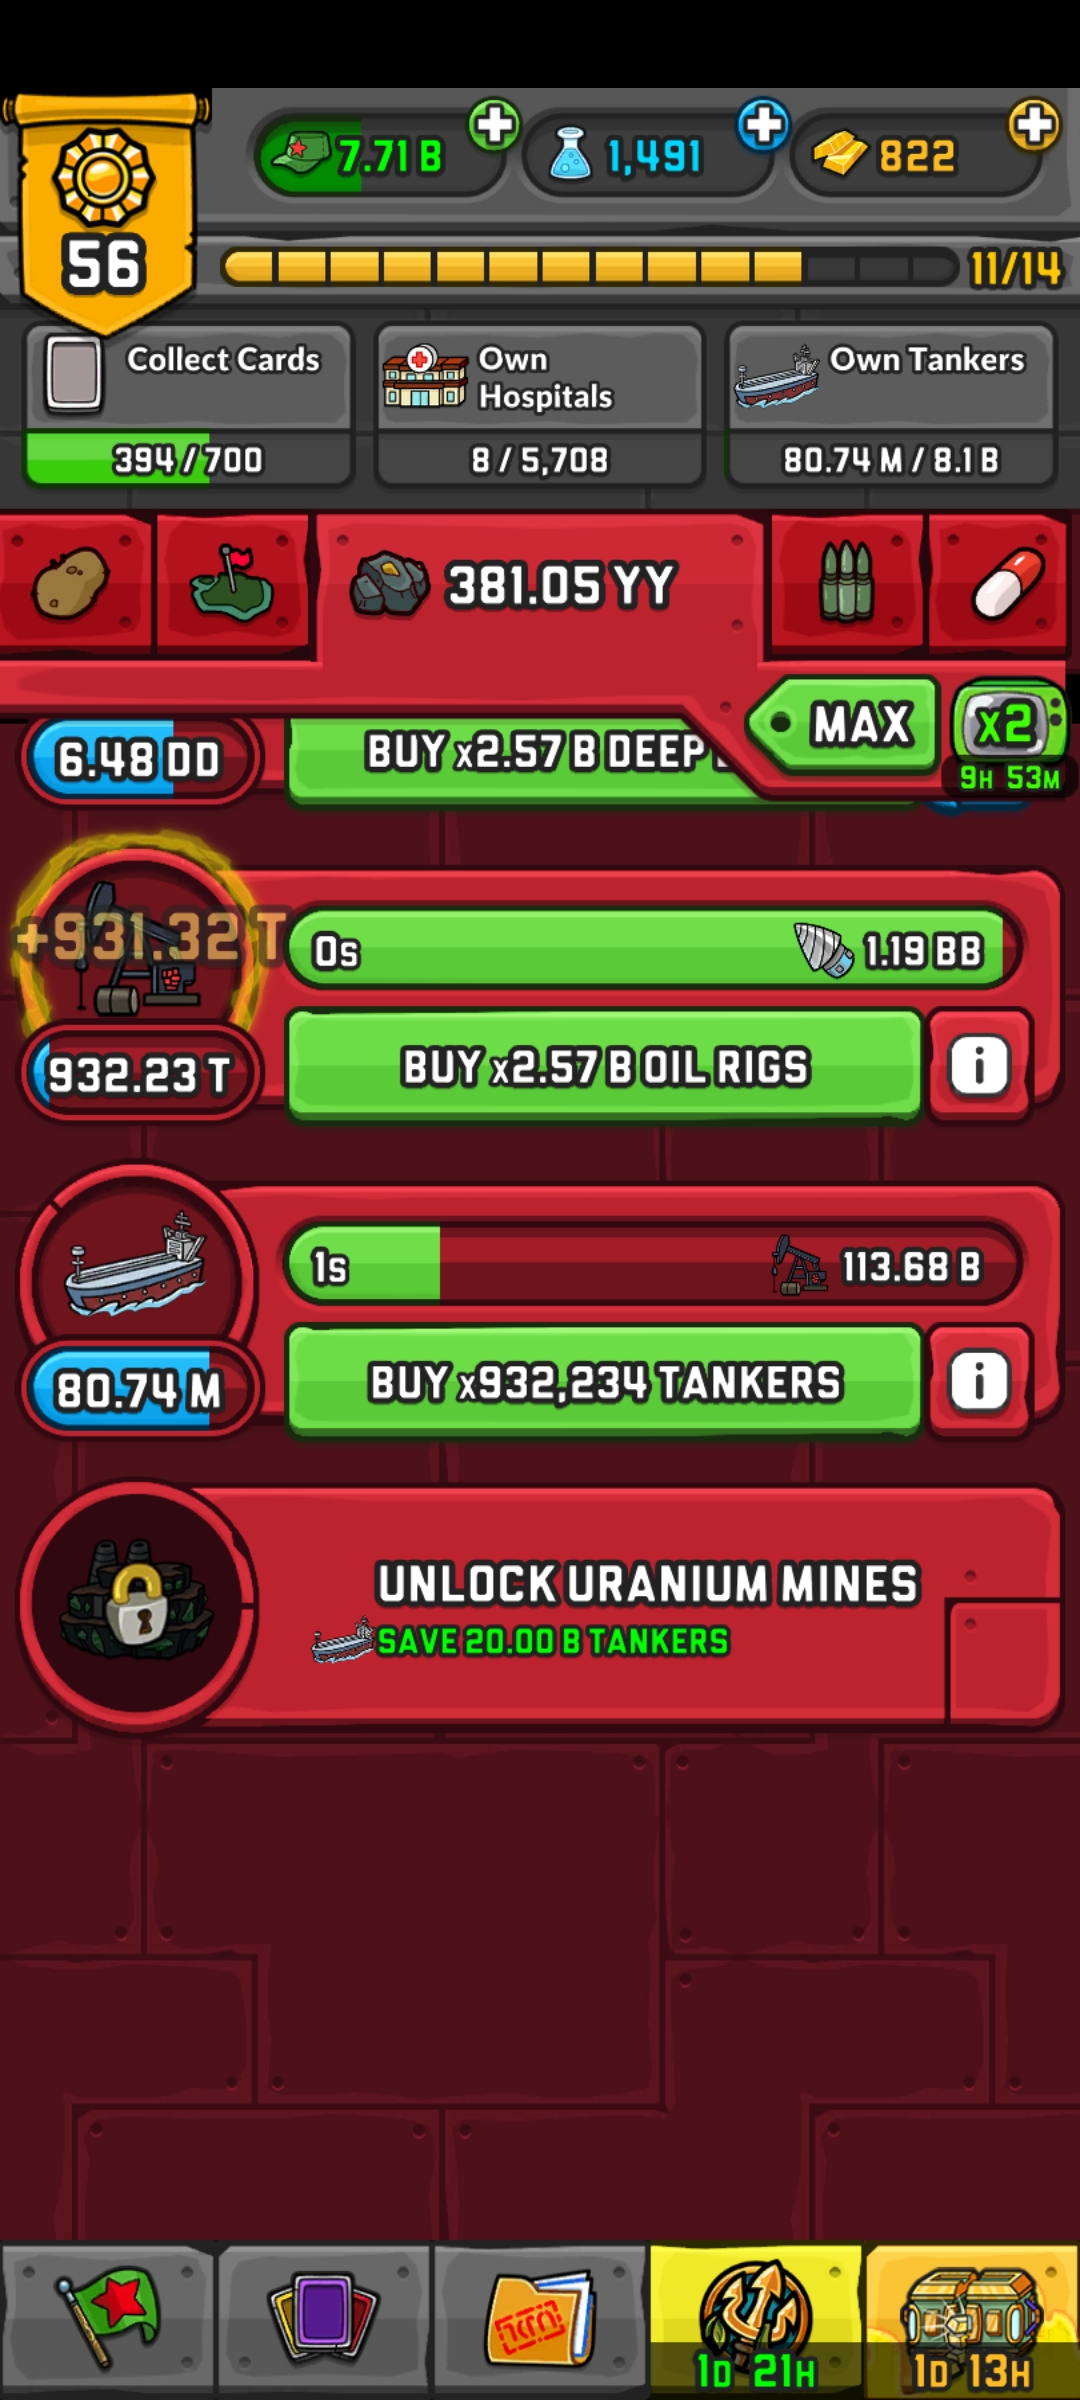 56
7.71 B
1,491
822
11/14
Collect Cards
394/700
Own
Hospitals
8/5,708
Own Tankers
80.74 M/8.1 B
381.05 YY
MAX
x2
9H 53M
6.48 DD
BUY x2.57 B DEEP
+931.32 T
0s
1.19 BB
932.23 T
BUY x2.57 B OIL RIGS
i
1s
113.68 B
80.74 M
BUY x932,234 TANKERS
i
UNLOCK URANIUM MINES
SAVE 20.00 B TANKERS
1D 21H
1D 13H